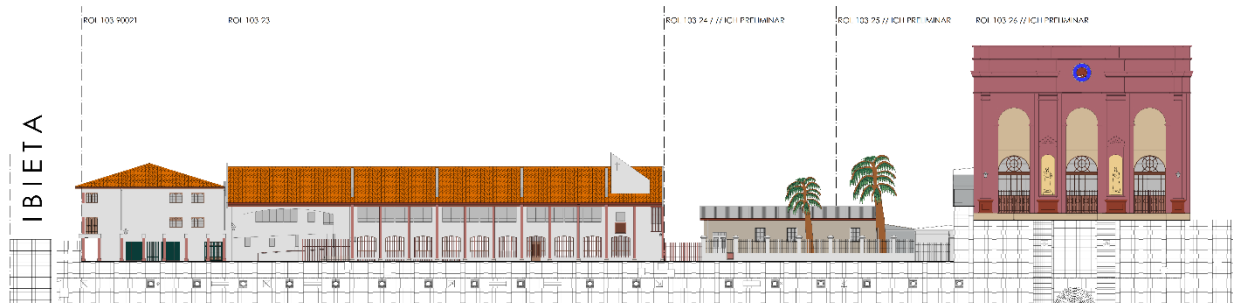 IBIETA
ROL 103 90021
ROL 103 23
ROL 103 24 // ICH PRELIMINAR
ROL 103 25 // ICH PRELIMINAR
ROL 103 26 // ICH PRELIMINAR